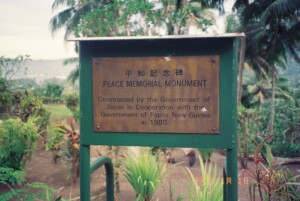 平和記念碑
PEACE MEMORIAL MONUMENT
Constructed by the Government of
Japan in Cooperation with the
Government of Papua New Guinea
in 1980